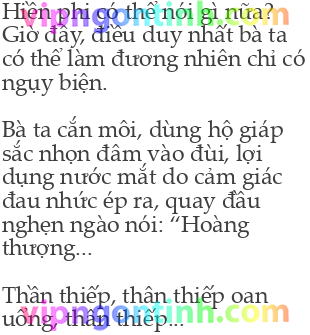 Hiền phi có thể nói gì nữa?
Giờ đây, điều duy nhất bà ta
có thể làm đương nhiên chỉ có
ngụy biện.
Bà ta cắn môi, dùng hộ giáp
sắc nhọn đâm vào đùi, lợi
dụng nước mắt do cảm giác
đau nhức ép ra, quay đầu
nghẹn ngào nói: “Hoàng
thượng...
Thần thiếp, thần thiếp oan
uổng, thần thiếp...
vipngontinh.com
vipngontinh.com